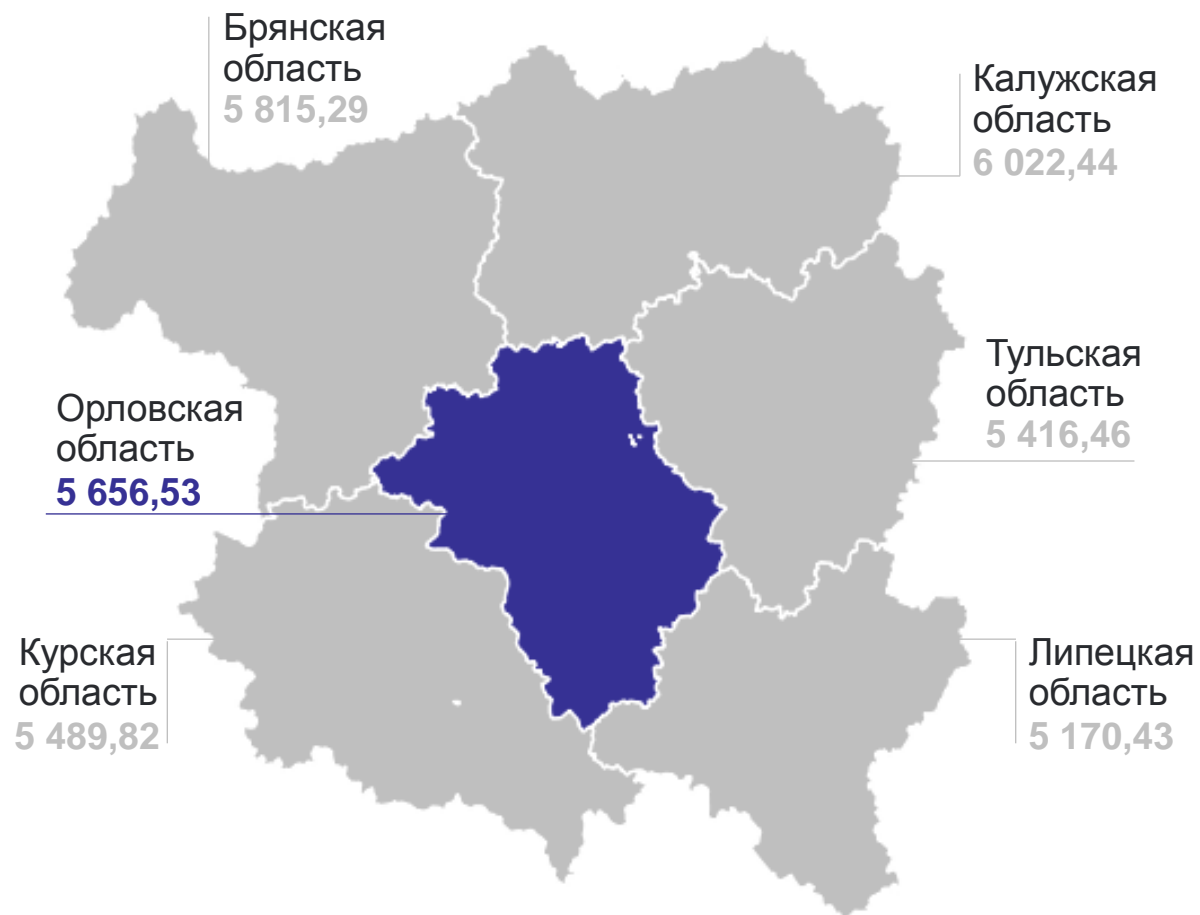 Брянская
область
5 815,29
Калужская
область
6 022,44
Тульская
область
5 416,46
Орловская
область
5 656,53
Курская
область
5 489,82
Липецкая
область
5 170,43